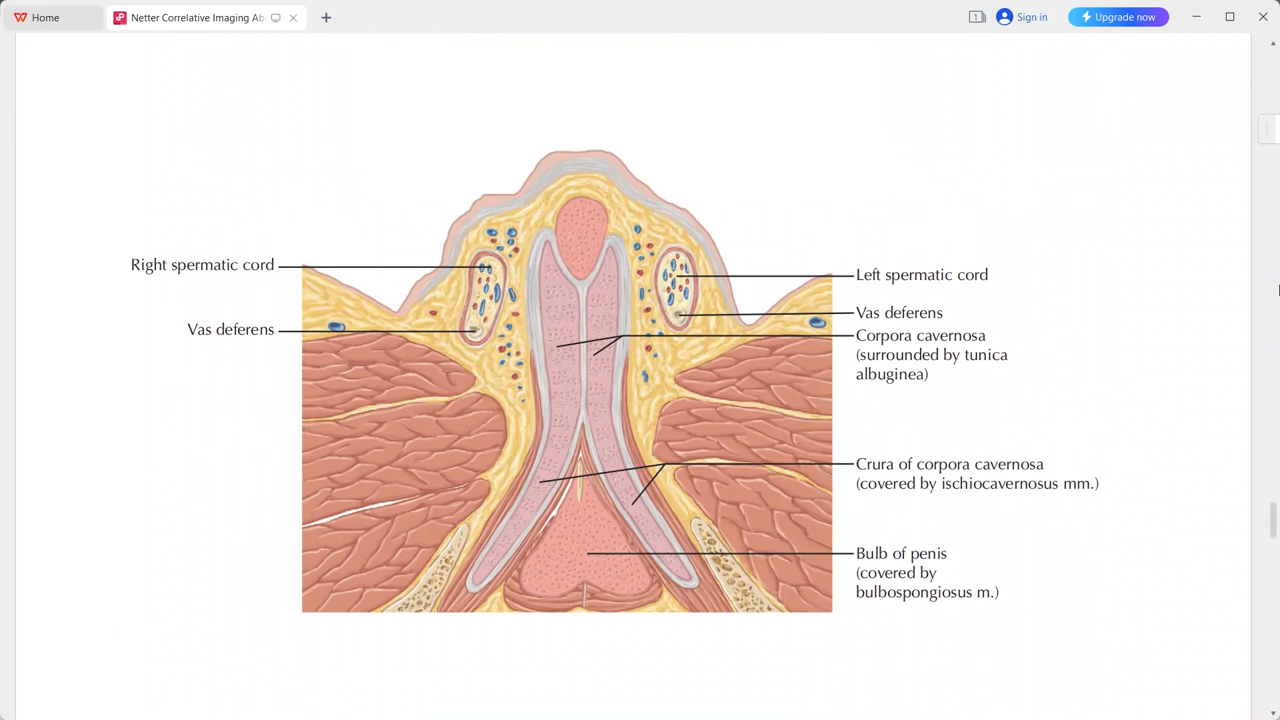 Home
Netter Correlative Imaging Ab
1
Sign in
Upgrade now
Right spermatic cord
Vas deferens
Left spermatic cord
Vas deferens
Corpora cavernosa
(surrounded by tunica
albuginea)
Crura of corpora cavernosa
(covered by ischiocavernosus mm.)
Bulb of penis
(covered by
bulbospongiosus m.)